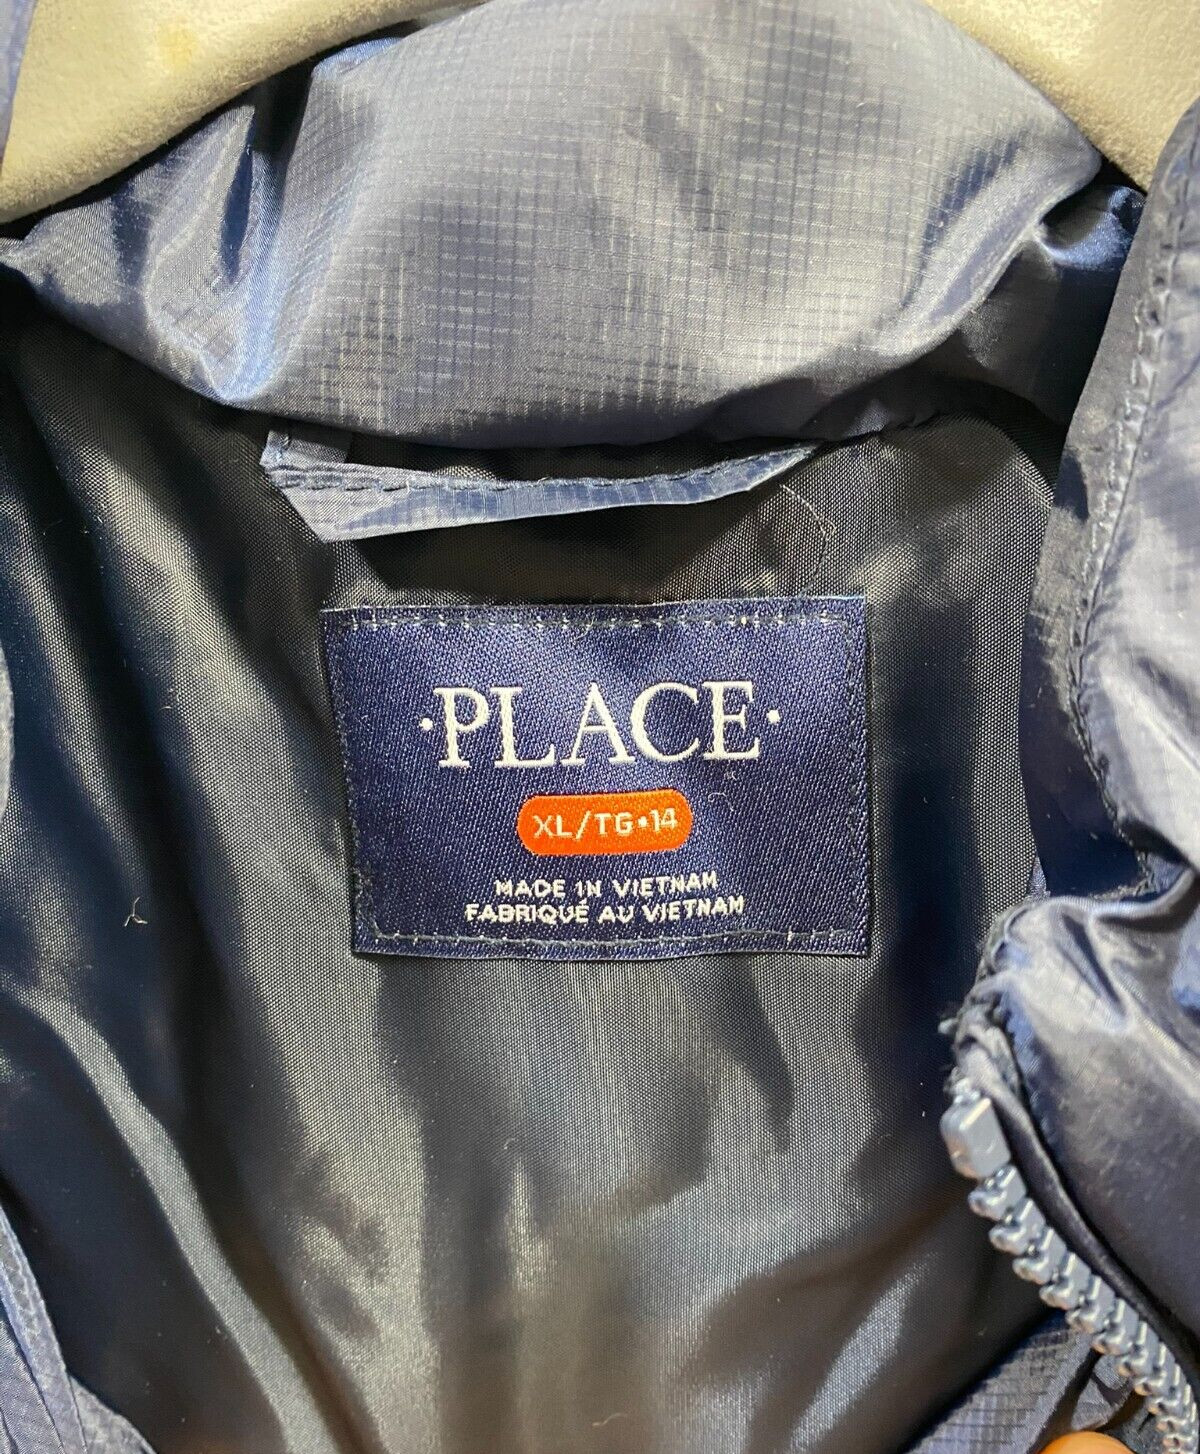 ·PLACE·
XL/TG·14
MADE IN VIETNAM
FABRIQUÉ AU VIETNAM